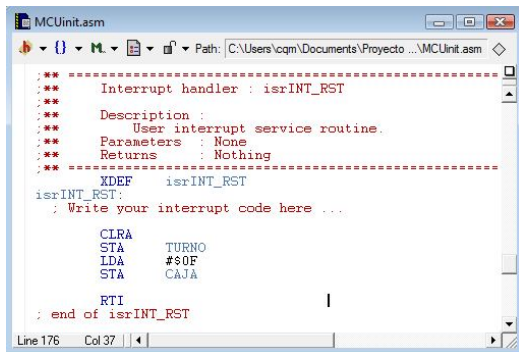 MCUinit.asm
{} M. Path: C:\Users\cqm\Documents\Proyecto ...\MCUinit.asm
;** ===================================================
;** Interrupt handler : isrINT_RST
;**
;** Description :
;** User interrupt service routine.
;** Parameters : None
;** Returns : Nothing
;** ===================================================
XDEF isrINT_RST
isrINT_RST:
; Write your interrupt code here ...
CLRA
STA TURNO
LDA #$0F
STA CAJA
RTI
; end of isrINT_RST
Line 176 Col 37